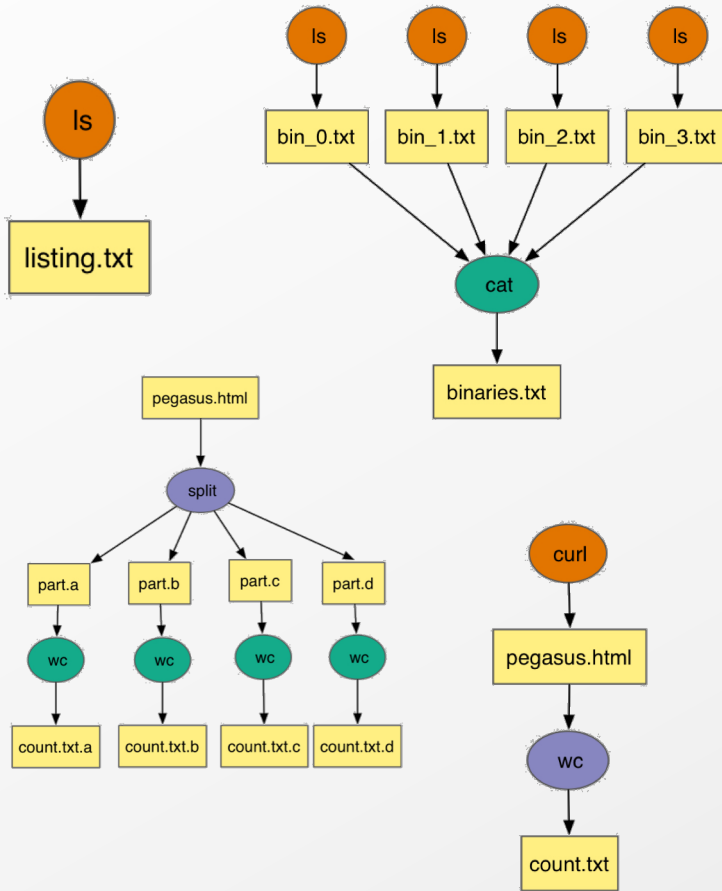 ls
listing.txt
ls ls ls ls
bin_0.txt bin_1.txt bin_2.txt bin_3.txt
cat
binaries.txt
pegasus.html
split
part.a part.b part.c part.d
wc wc wc wc
count.txt.a count.txt.b count.txt.c count.txt.d
curl
pegasus.html
wc
count.txt